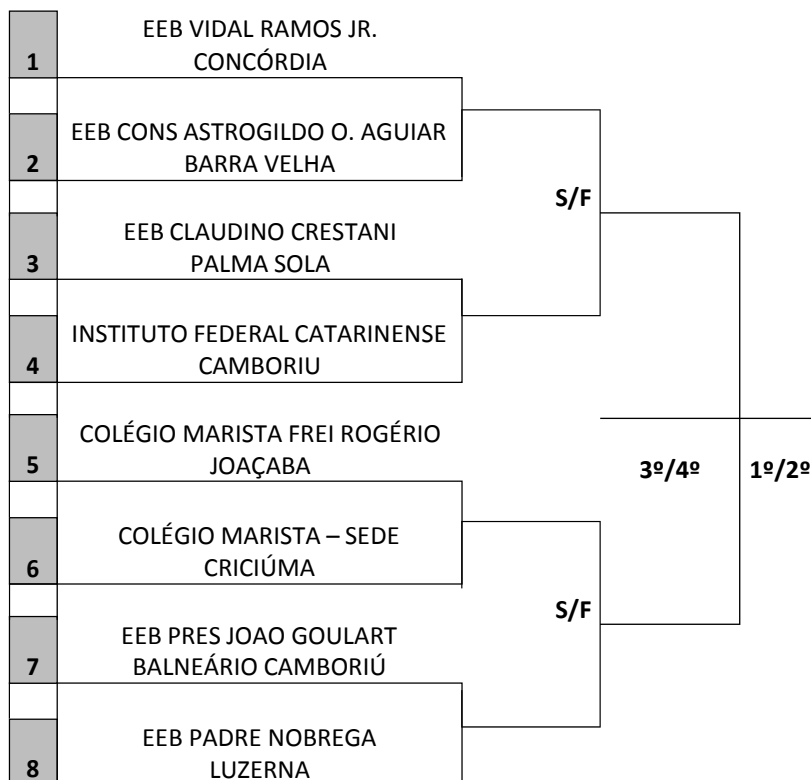 EEB VIDAL RAMOS JR.
1 CONCÓRDIA
EEB CONS ASTROGILDO O. AGUIAR
2 BARRA VELHA
S/F
EEB CLAUDINO CRESTANI
3 PALMA SOLA
INSTITUTO FEDERAL CATARINENSE
4 CAMBORIU
COLÉGIO MARISTA FREI ROGÉRIO
5 JOAÇABA
3º/4º 1º/2º
COLÉGIO MARISTA – SEDE
6 CRICIÚMA
S/F
EEB PRES JOAO GOULART
7 BALNEÁRIO CAMBORIÚ
EEB PADRE NOBREGA
8 LUZERNA